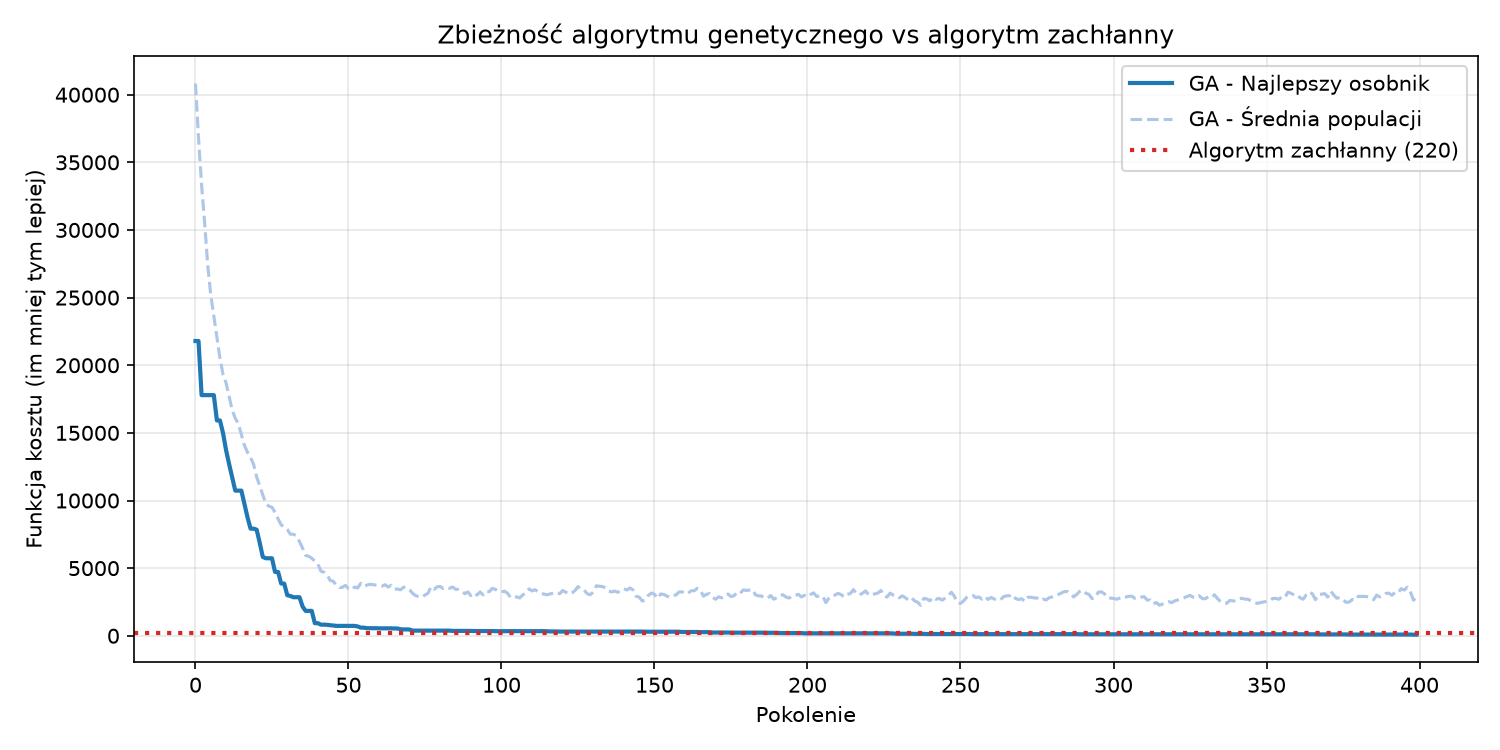 Zbieżność algorytmu genetycznego vs algorytm zachłanny
GA - Najlepszy osobnik
GA - Średnia populacji
Algorytm zachłanny (220)
Funkcja kosztu (im mniej tym lepiej)
40000
35000
30000
25000
20000
15000
10000
5000
0
0 50 100 150 200 250 300 350 400
Pokolenie